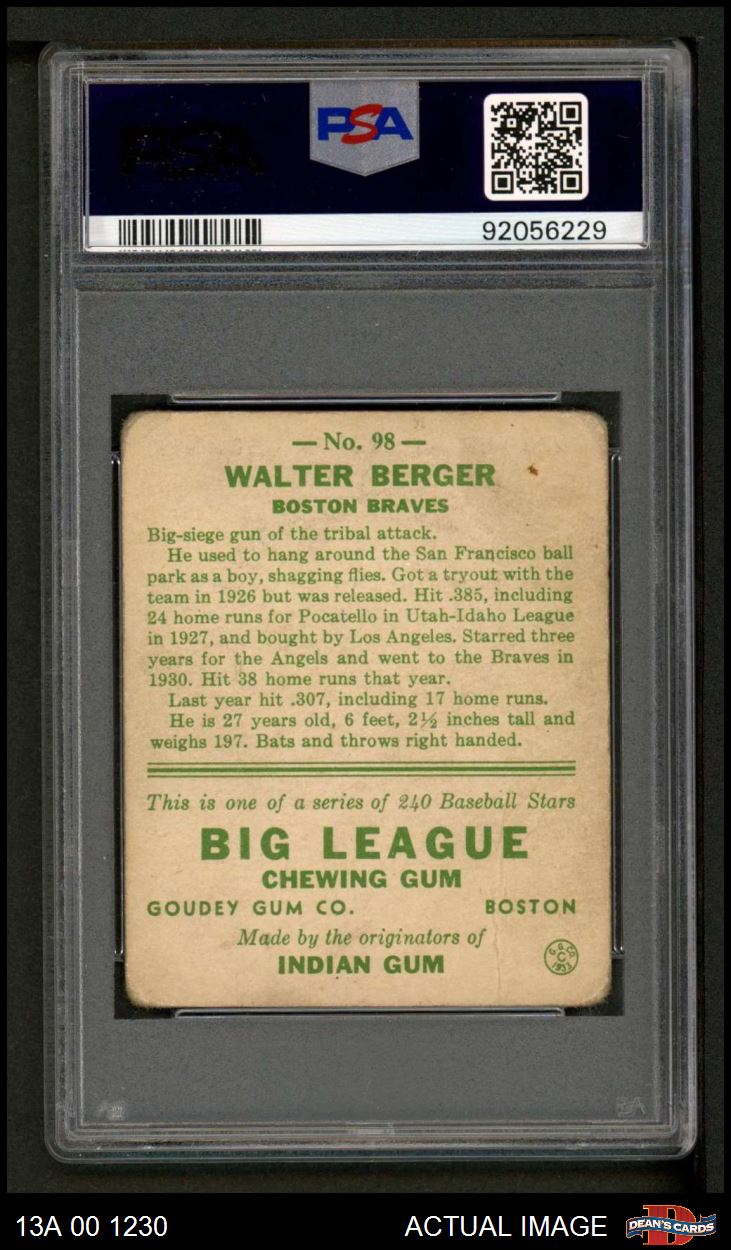 PSA
PSA
92056229
— No. 98 —
WALTER BERGER
BOSTON BRAVES
Big-siege gun of the tribal attack.
He used to hang around the San Francisco ball
park as a boy, shagging flies. Got a tryout with the
team in 1926 but was released. Hit .385, including
24 home runs for Pocatello in Utah-Idaho League
in 1927, and bought by Los Angeles. Starred three
years for the Angels and went to the Braves in
1930. Hit 38 home runs that year.
Last year hit .307, including 17 home runs.
He is 27 years old, 6 feet, 2½ inches tall and
weighs 197. Bats and throws right handed.
This is one of a series of 240 Baseball Stars
BIG LEAGUE
CHEWING GUM
GOUDEY GUM CO. BOSTON
Made by the originators of
INDIAN GUM
G. G. CO.
C
1933
13A 00 1230
ACTUAL IMAGE
D
DEAN'S CARDS